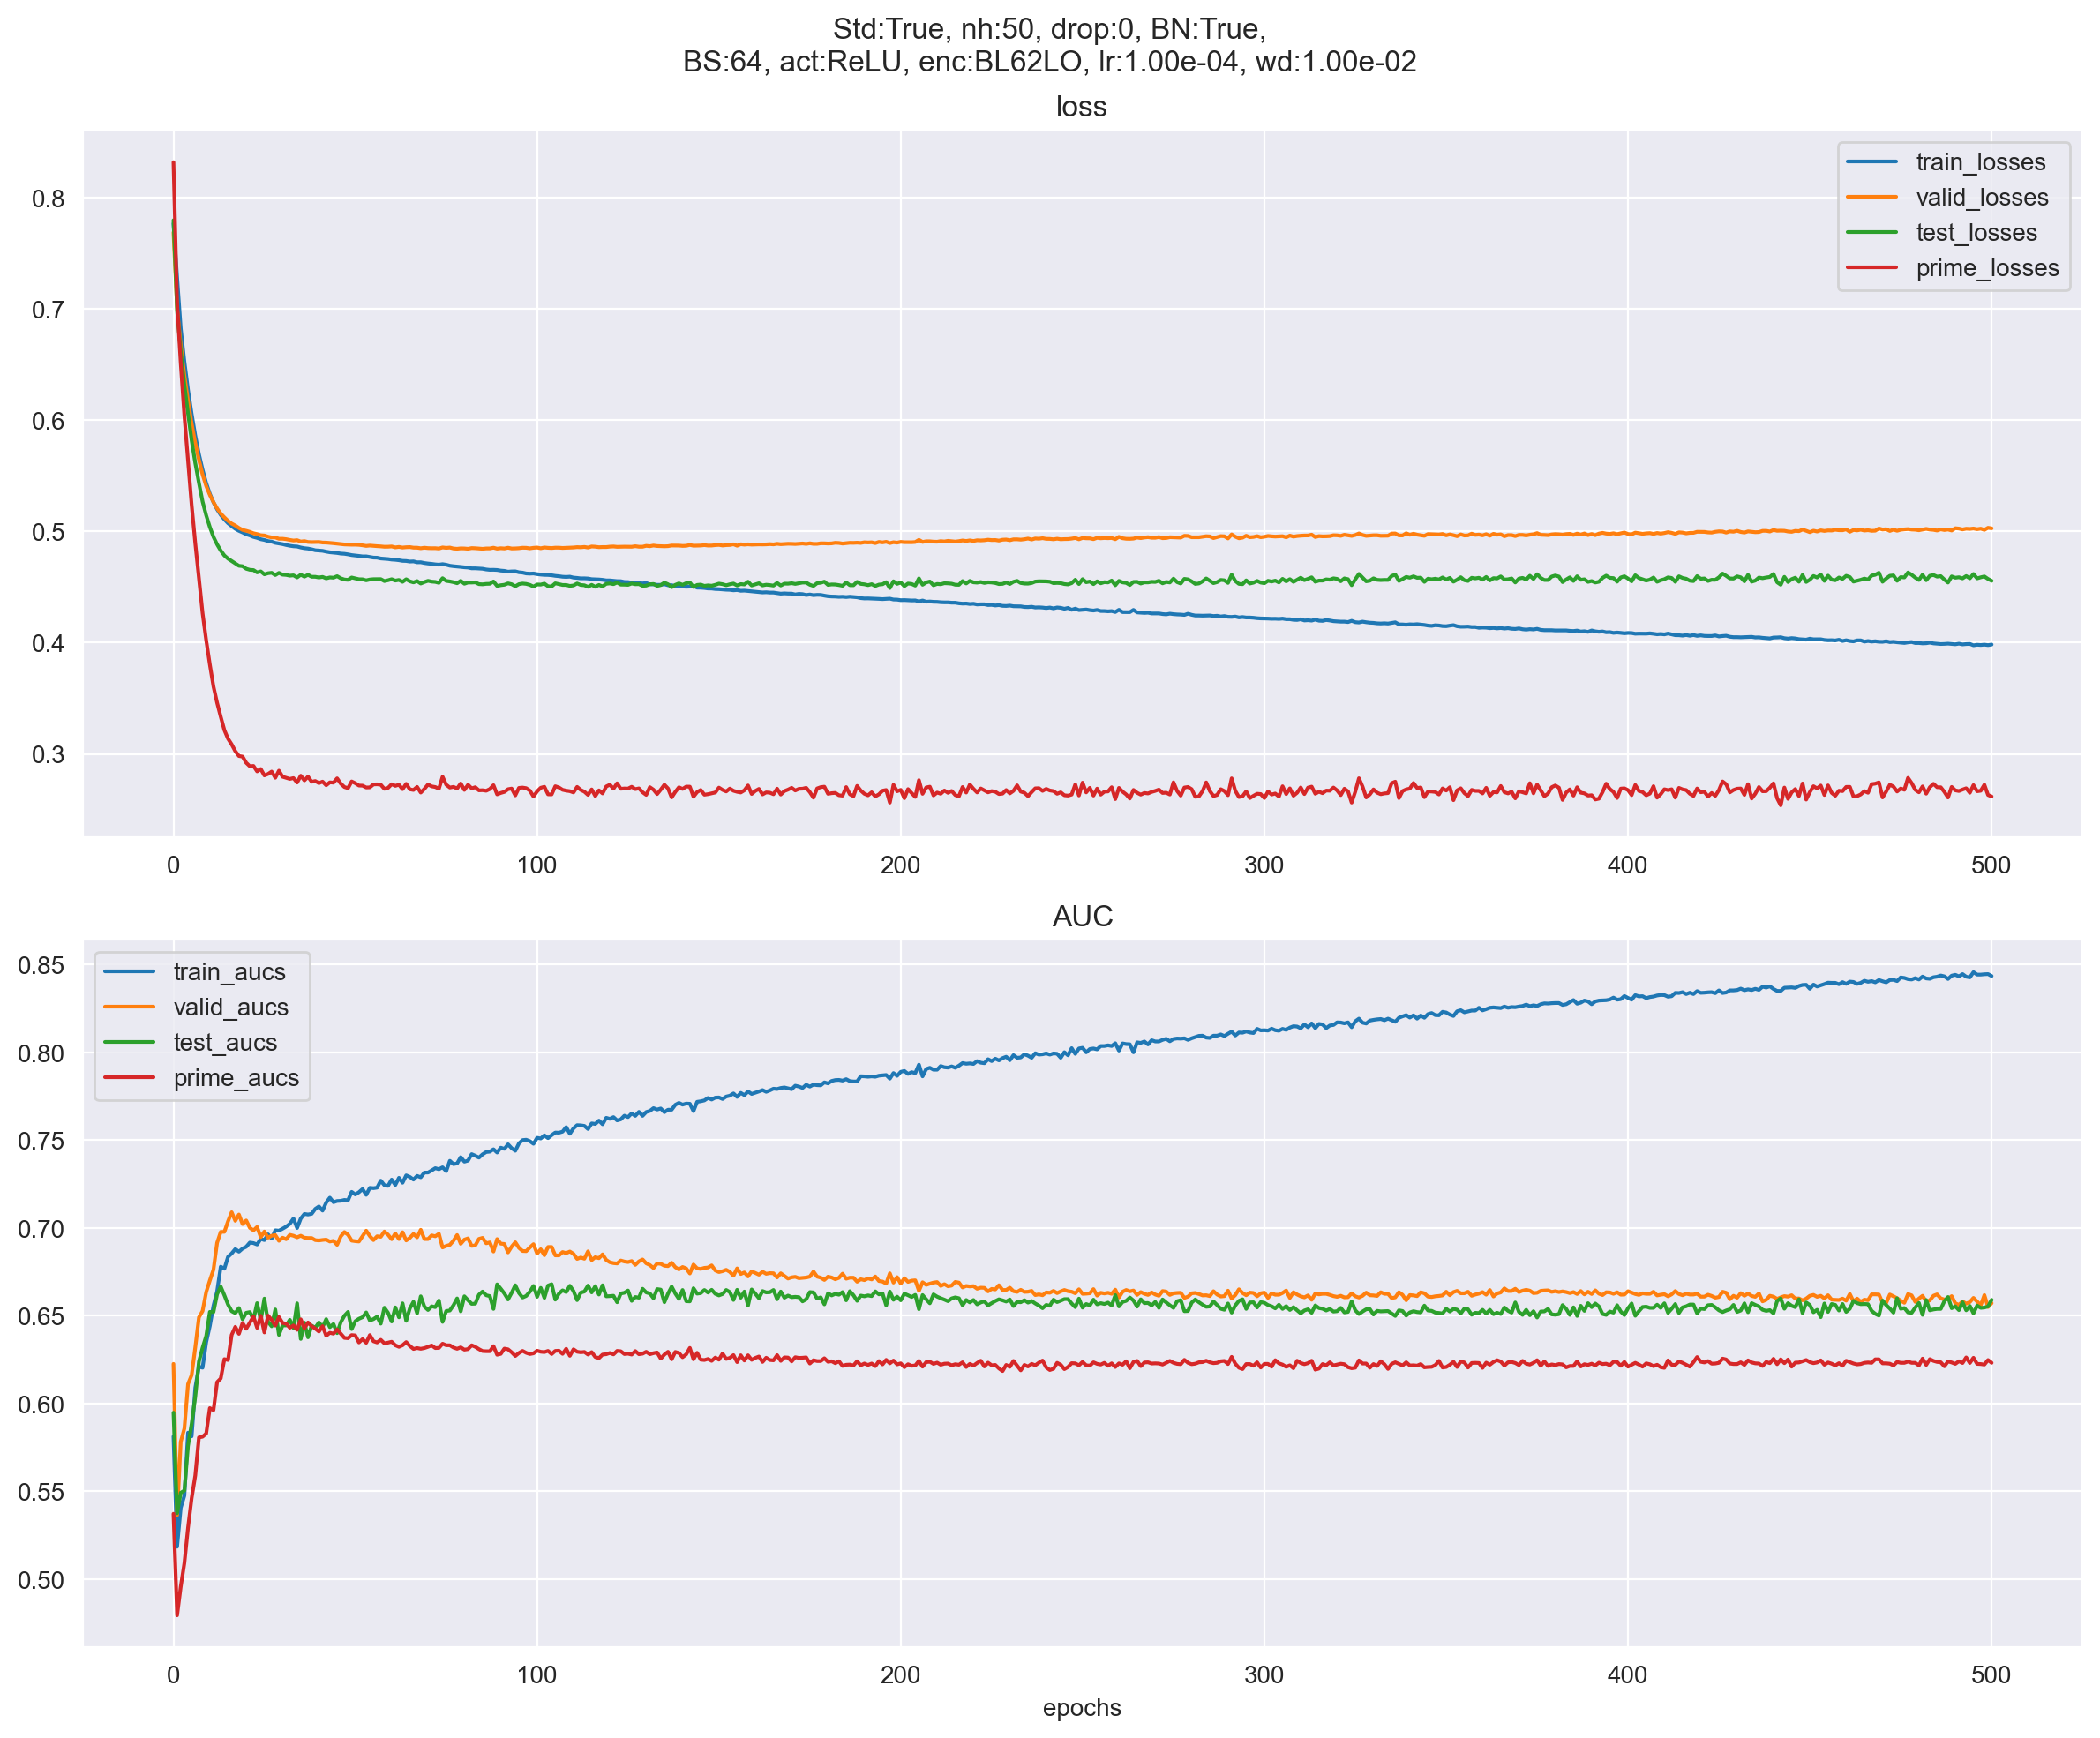 Std:True, nh:50, drop:0, BN:True,
BS:64, act:ReLU, enc:BL62LO, lr:1.00e-04, wd:1.00e-02
loss
train_losses
valid_losses
test_losses
prime_losses
0.8
0.7
0.6
0.5
0.4
0.3
0 100 200 300 400 500
AUC
train_aucs
valid_aucs
test_aucs
prime_aucs
0.85
0.80
0.75
0.70
0.65
0.60
0.55
0.50
0 100 200 300 400 500
epochs